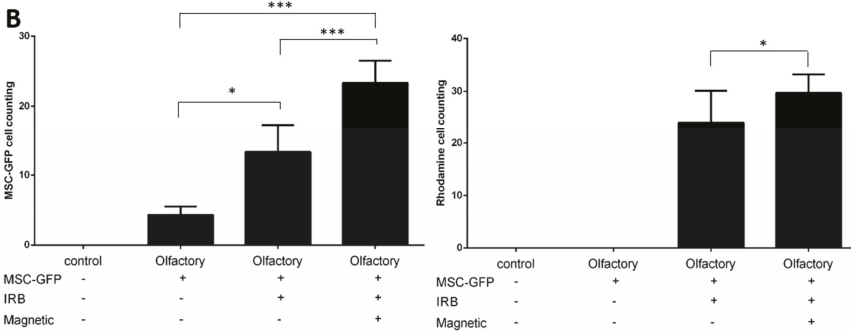 B
*** 
***
*
30
20
10
0
MSC-GFP cell counting
control Olfactory Olfactory Olfactory
MSC-GFP - + + +
IRB - - + +
Magnetic - - - +
*
40
30
20
10
0
Rhodamine cell counting
control Olfactory Olfactory Olfactory
MSC-GFP - + + +
IRB - - + +
Magnetic - - - +